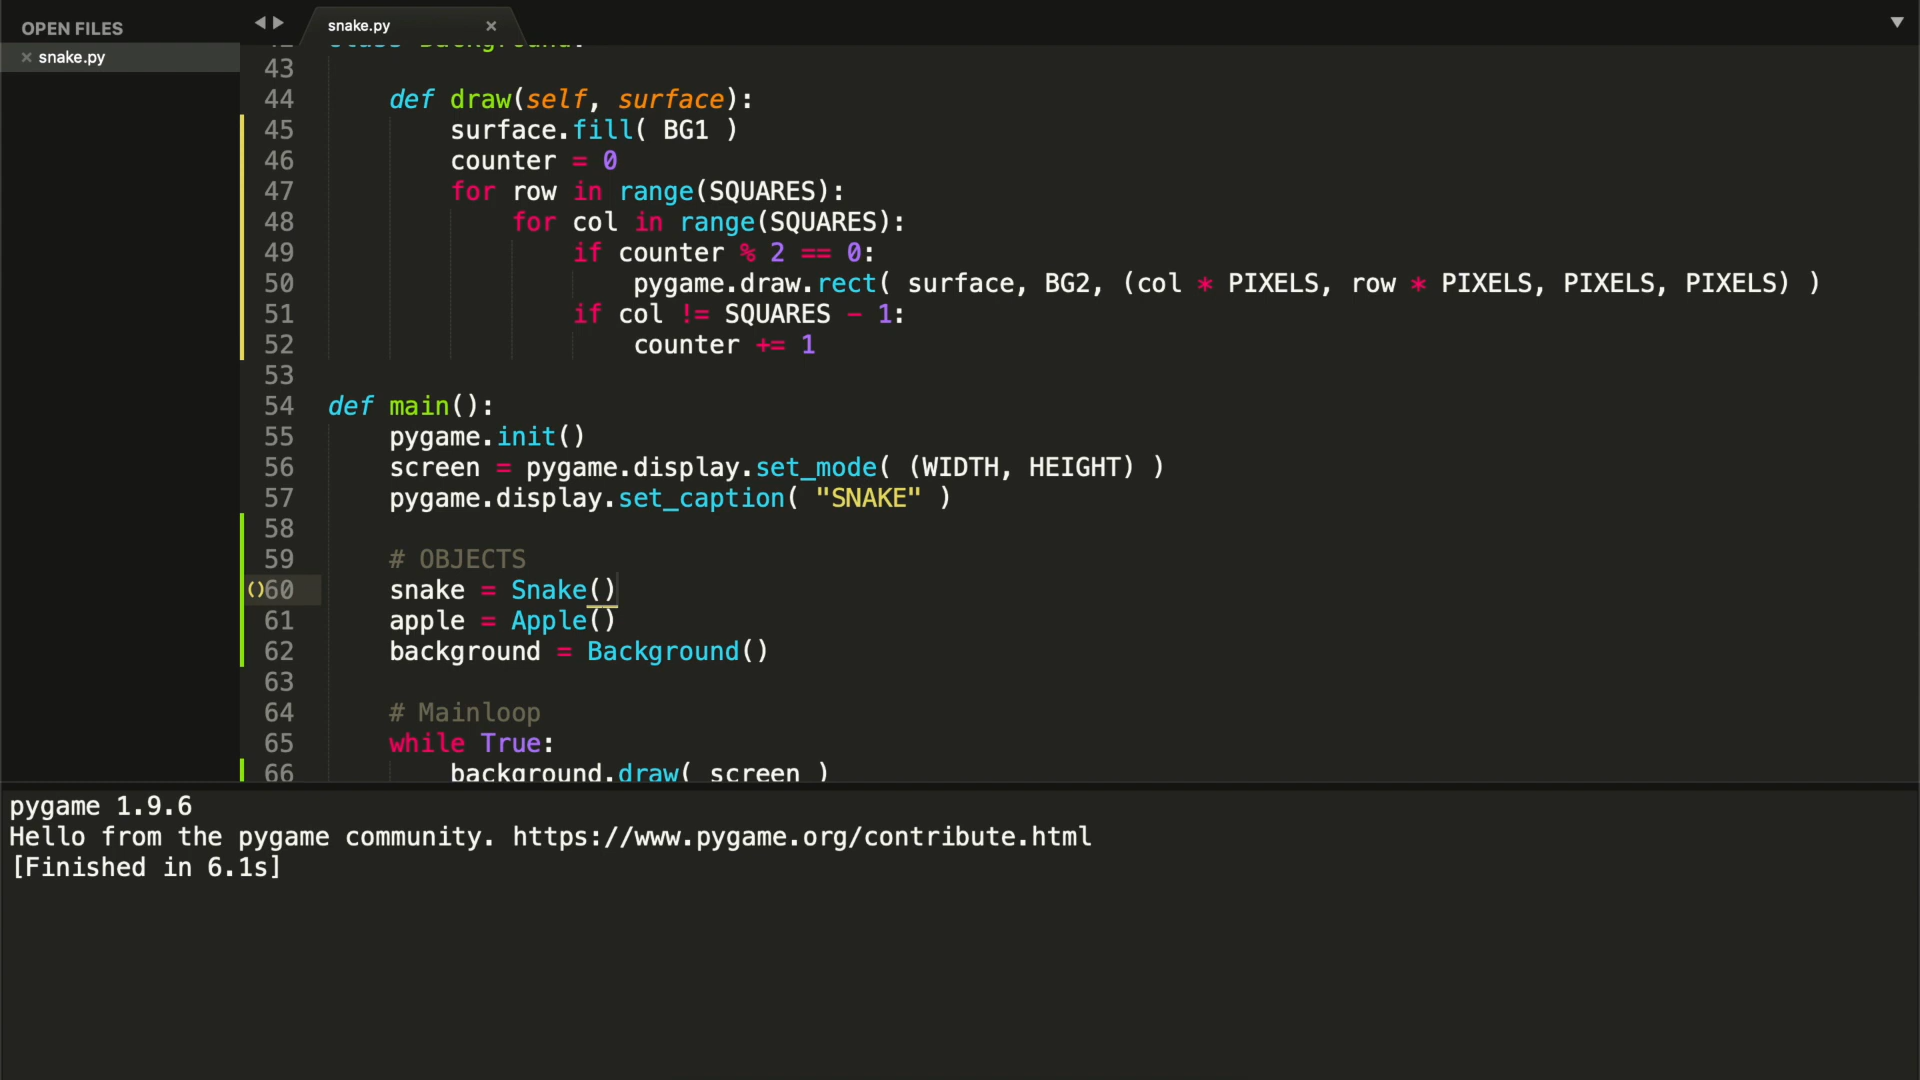 OPEN FILES
× snake.py
snake.py ×
42 class Background:
43
44 def draw(self, surface):
45 surface.fill( BG1 )
46 counter = 0
47 for row in range(SQUARES):
48 for col in range(SQUARES):
49 if counter % 2 == 0:
50 pygame.draw.rect( surface, BG2, (col * PIXELS, row * PIXELS, PIXELS, PIXELS) )
51 if col != SQUARES - 1:
52 counter += 1
53
54 def main():
55 pygame.init()
56 screen = pygame.display.set_mode( (WIDTH, HEIGHT) )
57 pygame.display.set_caption( "SNAKE" )
58
59 # OBJECTS
()60 snake = Snake()
61 apple = Apple()
62 background = Background()
63
64 # Mainloop
65 while True:
66 background.draw( screen )
pygame 1.9.6
Hello from the pygame community. https://www.pygame.org/contribute.html
[Finished in 6.1s]